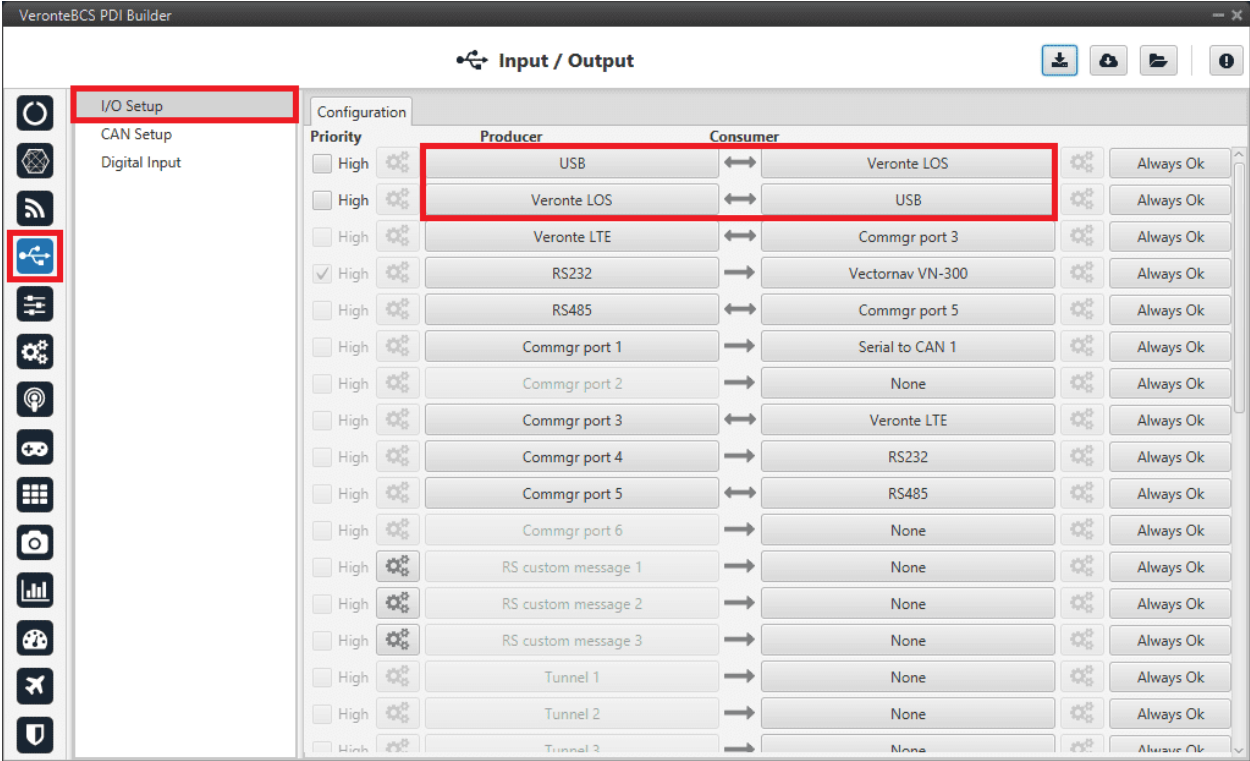 VeronteBCS PDI Builder
Input / Output
I/O Setup
CAN Setup
Digital Input
Configuration
Priority Producer Consumer
High USB Veronte LOS Always Ok
High Veronte LOS USB Always Ok
High Veronte LTE Commgr port 3 Always Ok
High RS232 Vectornav VN-300 Always Ok
High RS485 Commgr port 5 Always Ok
High Commgr port 1 Serial to CAN 1 Always Ok
High Commgr port 2 None Always Ok
High Commgr port 3 Veronte LTE Always Ok
High Commgr port 4 RS232 Always Ok
High Commgr port 5 RS485 Always Ok
High Commgr port 6 None Always Ok
High RS custom message 1 None Always Ok
High RS custom message 2 None Always Ok
High RS custom message 3 None Always Ok
High Tunnel 1 None Always Ok
High Tunnel 2 None Always Ok
High Tunnel 3 None Always Ok